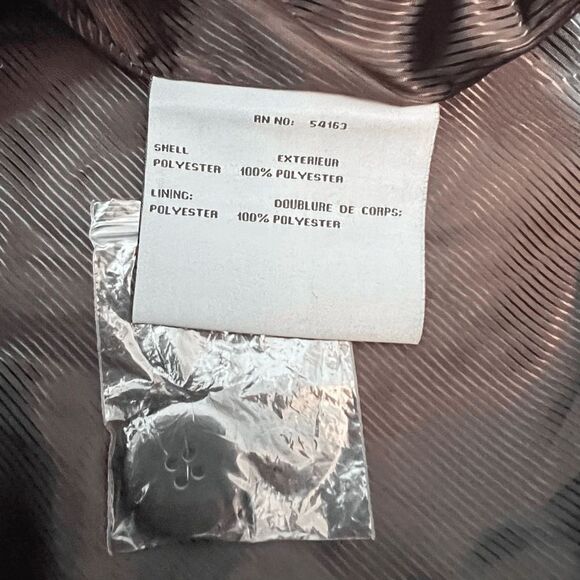 RN NO: 54163
SHELL EXTERIEUR
POLYESTER 100% POLYESTER
LINING: DOUBLURE DE CORPS:
POLYESTER 100% POLYESTER